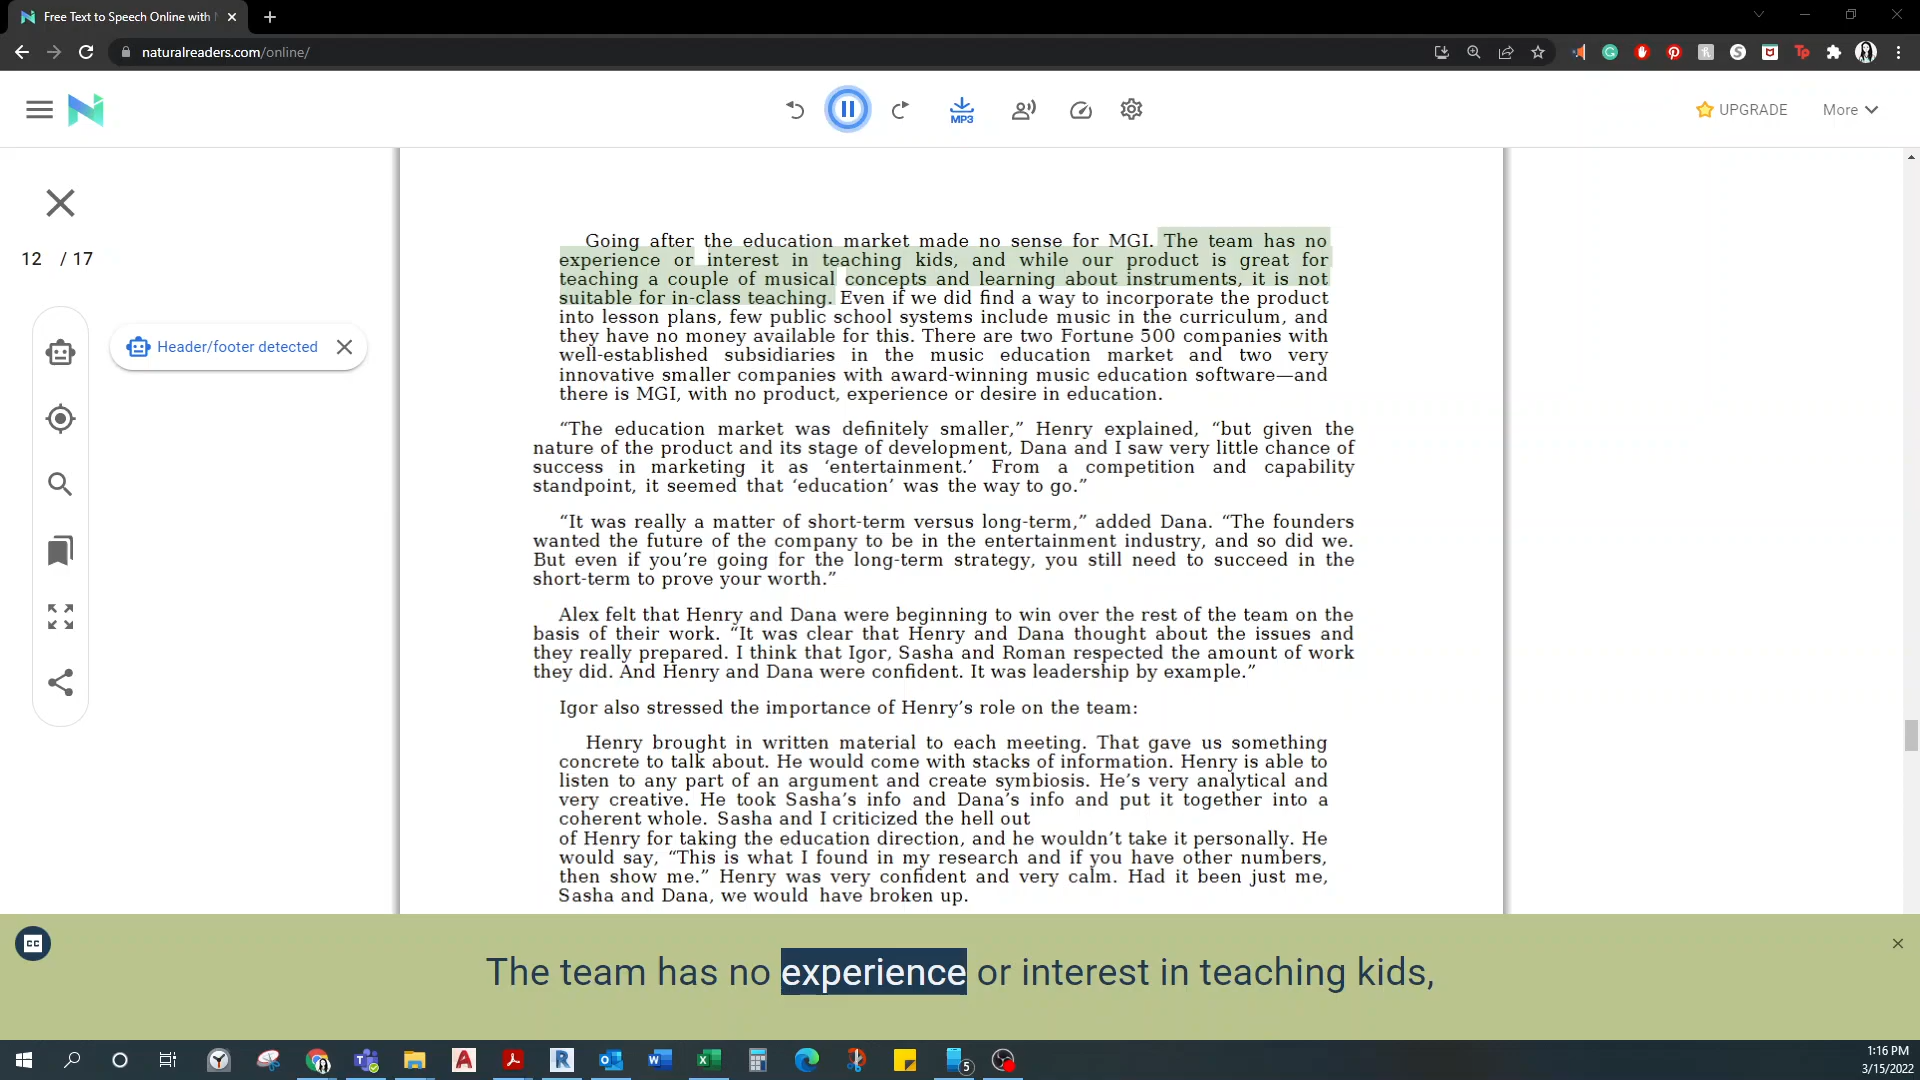 Free Text to Speech Online with
naturalreaders.com/online/
MP3
UPGRADE
More
12 / 17
Header/footer detected
Going after the education market made no sense for MGI. The team has no
experience or interest in teaching kids, and while our product is great for
teaching a couple of musical concepts and learning about instruments, it is not
suitable for in-class teaching. Even if we did find a way to incorporate the product
into lesson plans, few public school systems include music in the curriculum, and
they have no money available for this. There are two Fortune 500 companies with
well-established subsidiaries in the music education market and two very
innovative smaller companies with award-winning music education software—and
there is MGI, with no product, experience or desire in education.
“The education market was definitely smaller,” Henry explained, “but given the
nature of the product and its stage of development, Dana and I saw very little chance of
success in marketing it as ‘entertainment.’ From a competition and capability
standpoint, it seemed that ‘education’ was the way to go.”
“It was really a matter of short-term versus long-term,” added Dana. “The founders
wanted the future of the company to be in the entertainment industry, and so did we.
But even if you’re going for the long-term strategy, you still need to succeed in the
short-term to prove your worth.”
Alex felt that Henry and Dana were beginning to win over the rest of the team on the
basis of their work. “It was clear that Henry and Dana thought about the issues and
they really prepared. I think that Igor, Sasha and Roman respected the amount of work
they did. And Henry and Dana were confident. It was leadership by example.”
Igor also stressed the importance of Henry’s role on the team:
Henry brought in written material to each meeting. That gave us something
concrete to talk about. He would come with stacks of information. Henry is able to
listen to any part of an argument and create symbiosis. He’s very analytical and
very creative. He took Sasha’s info and Dana’s info and put it together into a
coherent whole. Sasha and I criticized the hell out
of Henry for taking the education direction, and he wouldn’t take it personally. He
would say, “This is what I found in my research and if you have other numbers,
then show me.” Henry was very confident and very calm. Had it been just me,
Sasha and Dana, we would have broken up.
CC
The team has no experience or interest in teaching kids,
5
1:16 PM
3/15/2022